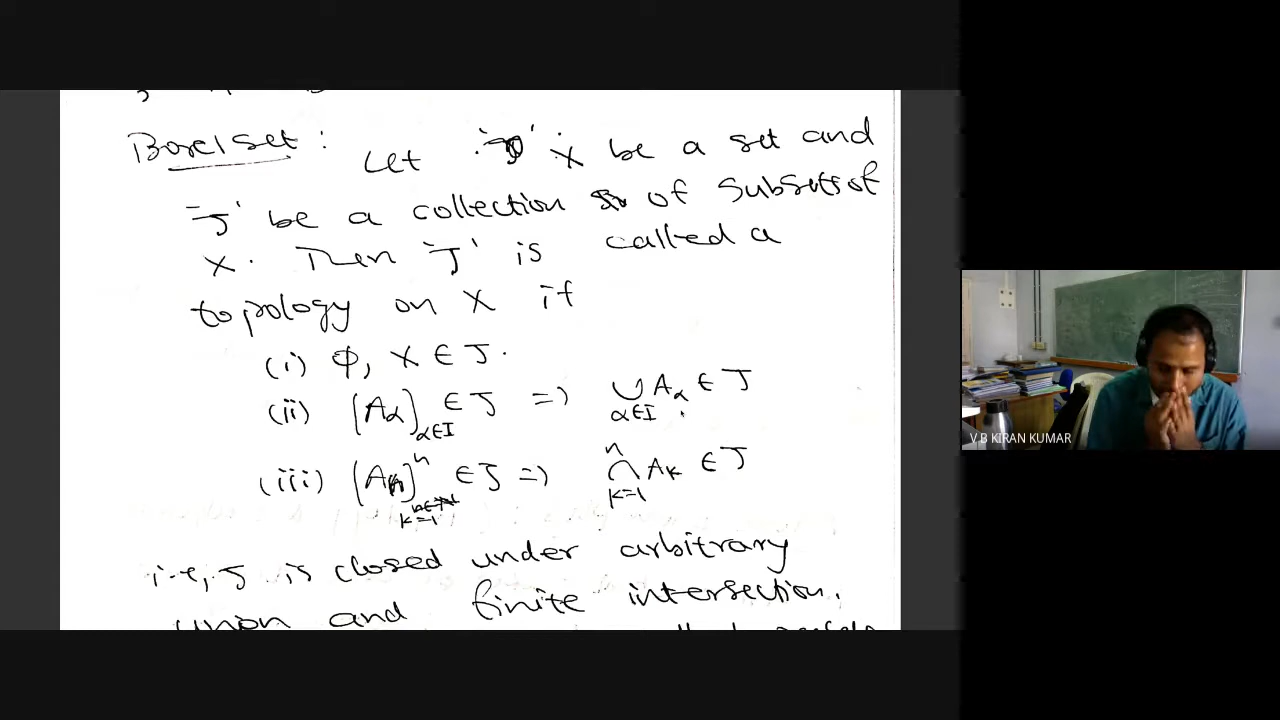 Borel set : Let 'X' be a set and
'J' be a collection of subsets of
X. Then 'J' is called a
topology on X if
(i) Φ, X ∈ J.
(ii) {Aα}α∈I ∈ J => ∪α∈I Aα ∈ J
(iii) {Ak}ⁿk=1 ∈ J => ∩ⁿk=1 Ak ∈ J
i.e, J is closed under arbitrary
union and finite intersection.
V B KIRAN KUMAR